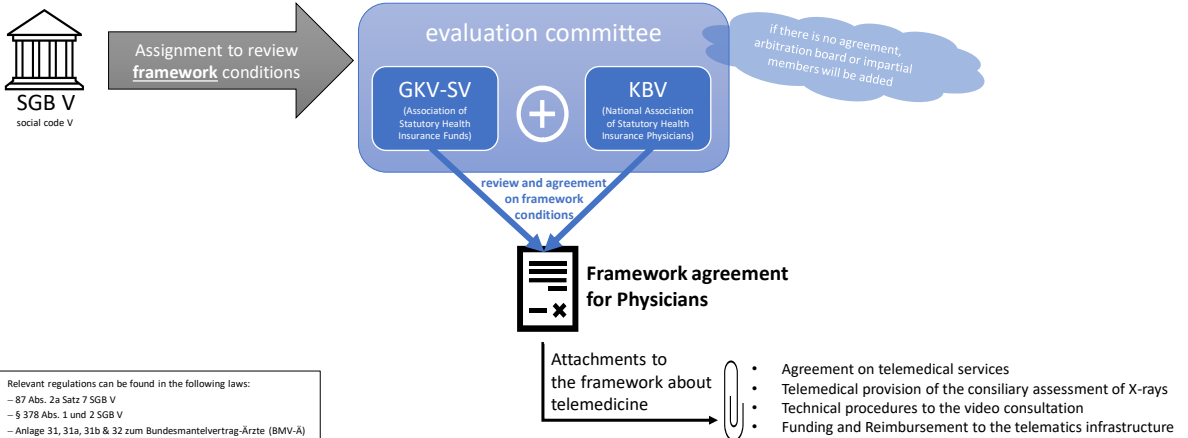 SGB V
social code V
Assignment to review
framework conditions
evaluation committee
GKV-SV
(Association of
Statutory Health
Insurance Funds)
KBV
(National Association
of Statutory Health
Insurance Physicians)
if there is no agreement,
arbitration board or impartial
members will be added
review and agreement
on framework
conditions
Framework agreement
for Physicians
Attachments to
the framework about
telemedicine
• Agreement on telemedical services
• Telemedical provision of the consiliary assessment of X-rays
• Technical procedures to the video consultation
• Funding and Reimbursement to the telematics infrastructure
Relevant regulations can be found in the following laws:
– 87 Abs. 2a Satz 7 SGB V
– § 378 Abs. 1 und 2 SGB V
– Anlage 31, 31a, 31b & 32 zum Bundesmantelvertrag-Ärzte (BMV-Ä)